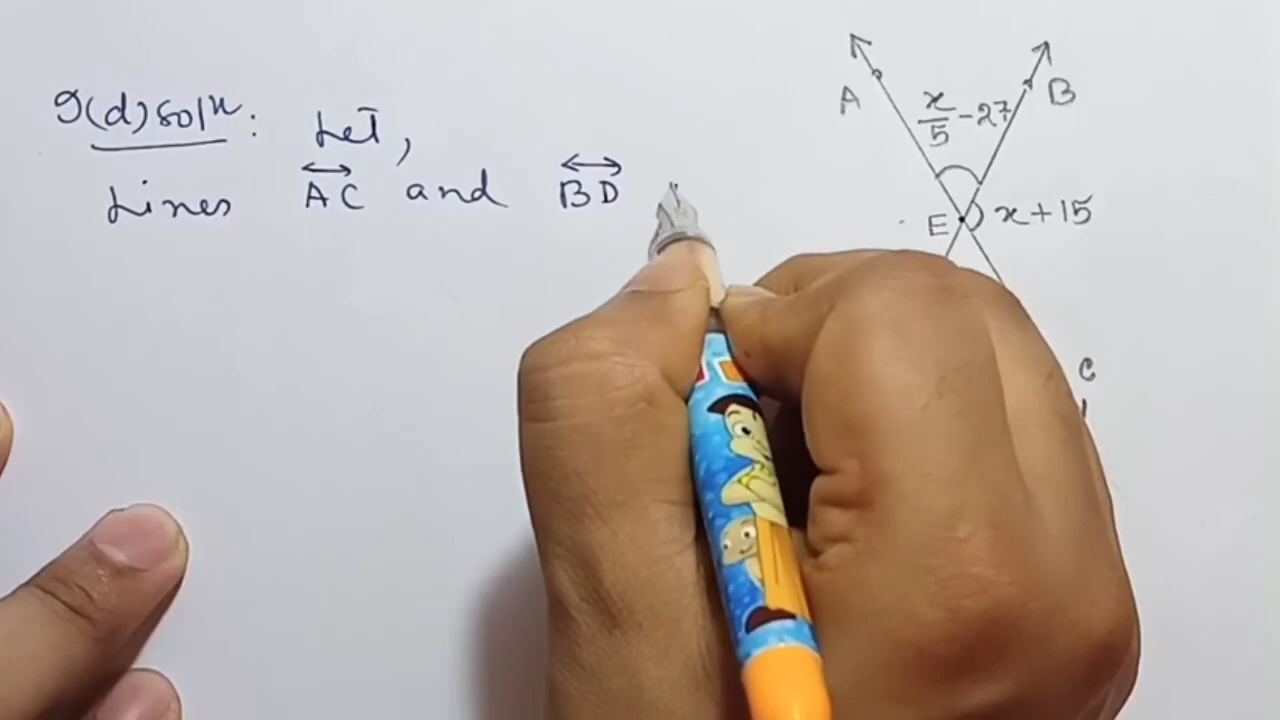 9(d) solⁿ:
Let,
Lines AC and BD
A
B
x/5 - 27
E
x + 15
C